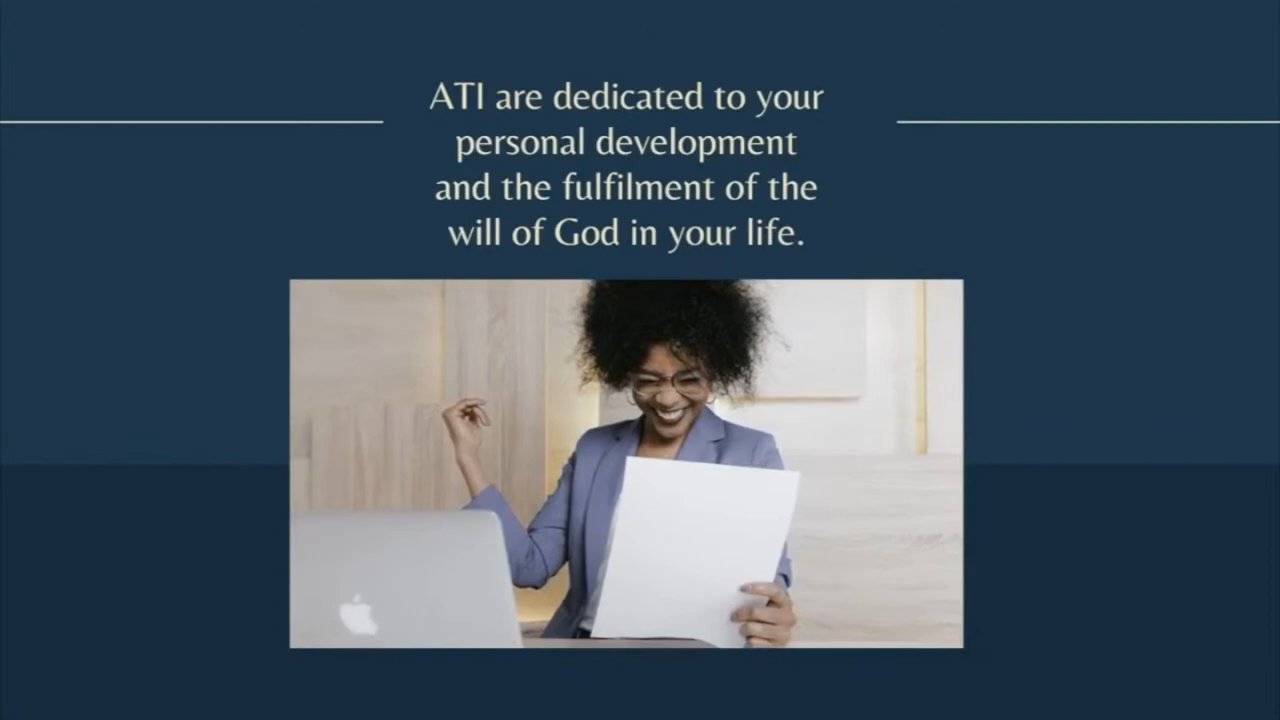 ATI are dedicated to your
personal development
and the fulfilment of the
will of God in your life.